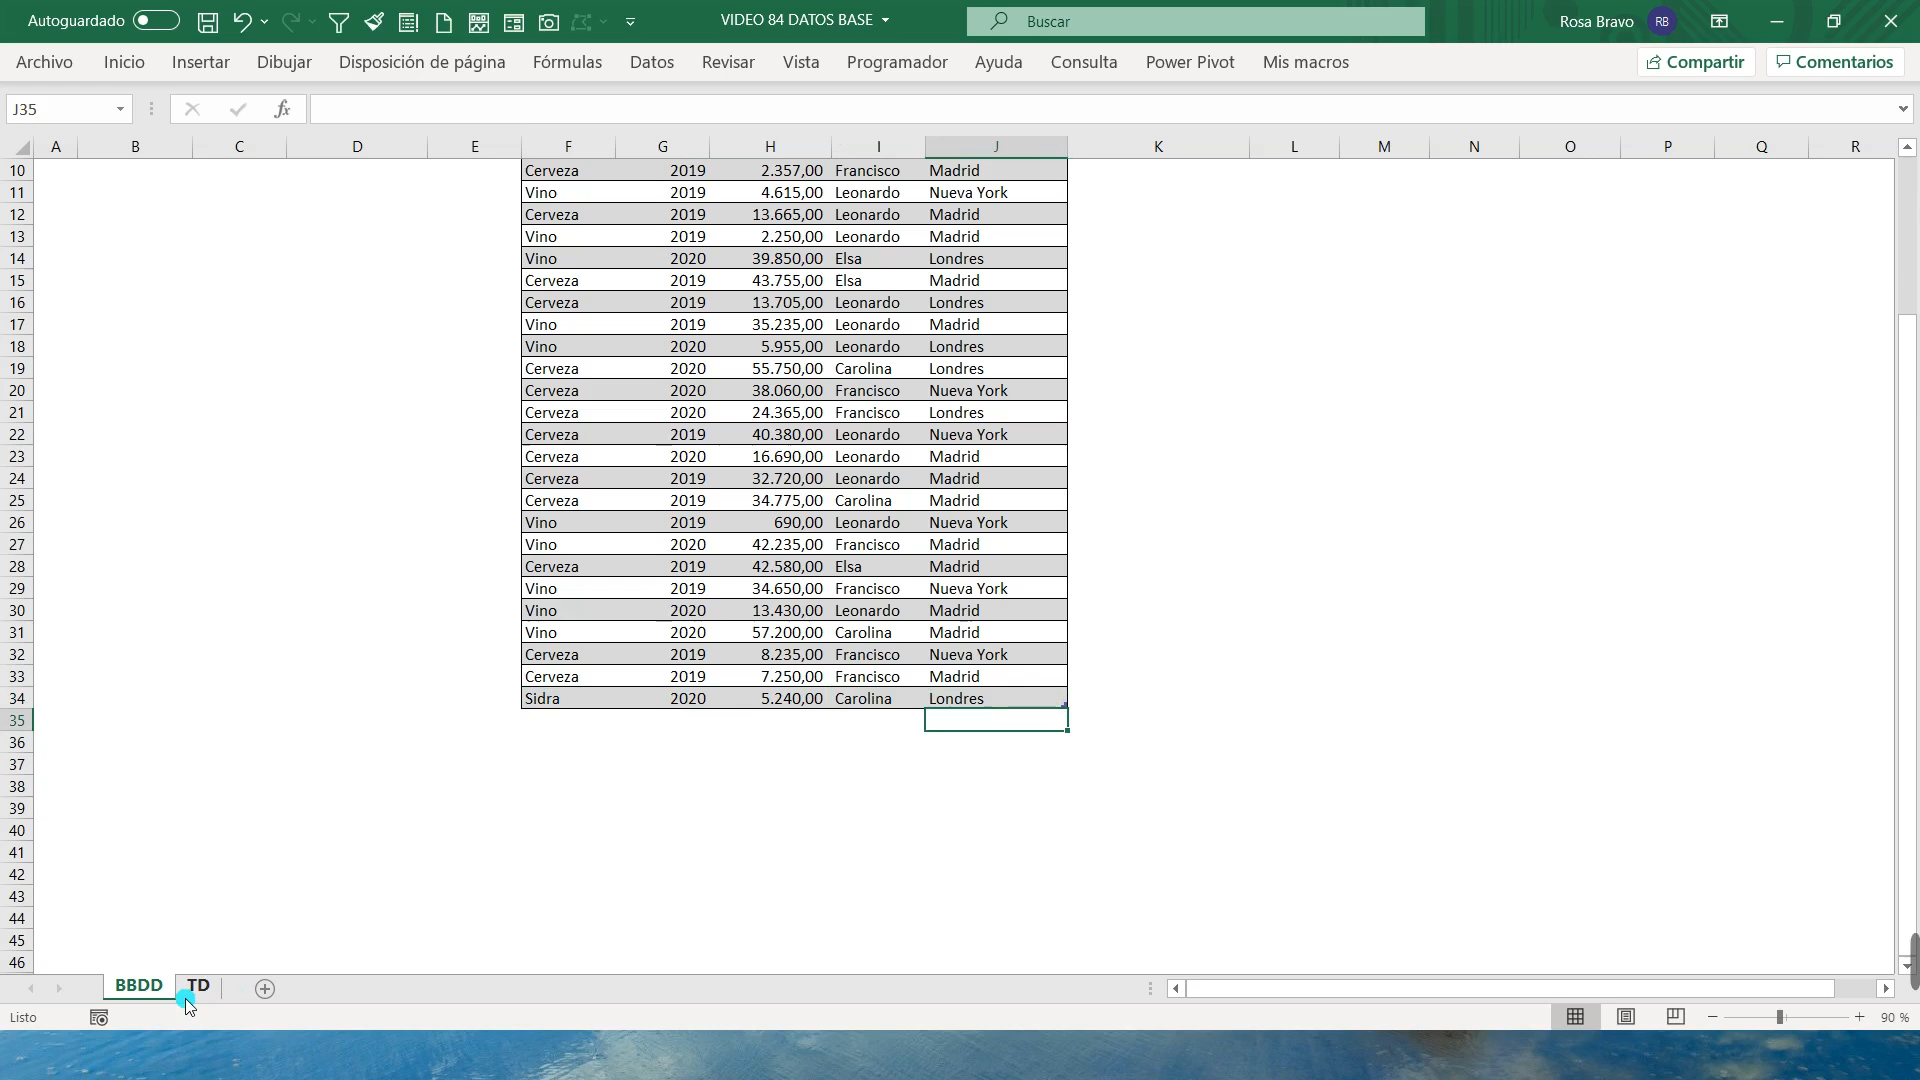 Autoguardado VIDEO 84 DATOS BASE Buscar Rosa Bravo RB
Archivo Inicio Insertar Dibujar Disposición de página Fórmulas Datos Revisar Vista Programador Ayuda Consulta Power Pivot Mis macros Compartir Comentarios
J35 fx
A B C D E F G H I J K L M N O P Q R
10 Cerveza 2019 2.357,00 Francisco Madrid
11 Vino 2019 4.615,00 Leonardo Nueva York
12 Cerveza 2019 13.665,00 Leonardo Madrid
13 Vino 2019 2.250,00 Leonardo Madrid
14 Vino 2020 39.850,00 Elsa Londres
15 Cerveza 2019 43.755,00 Elsa Madrid
16 Cerveza 2019 13.705,00 Leonardo Londres
17 Vino 2019 35.235,00 Leonardo Madrid
18 Vino 2020 5.955,00 Leonardo Londres
19 Cerveza 2020 55.750,00 Carolina Londres
20 Cerveza 2020 38.060,00 Francisco Nueva York
21 Cerveza 2020 24.365,00 Francisco Londres
22 Cerveza 2019 40.380,00 Leonardo Nueva York
23 Cerveza 2020 16.690,00 Leonardo Madrid
24 Cerveza 2019 32.720,00 Leonardo Madrid
25 Cerveza 2019 34.775,00 Carolina Madrid
26 Vino 2019 690,00 Leonardo Nueva York
27 Vino 2020 42.235,00 Francisco Madrid
28 Cerveza 2019 42.580,00 Elsa Madrid
29 Vino 2019 34.650,00 Francisco Nueva York
30 Vino 2020 13.430,00 Leonardo Madrid
31 Vino 2020 57.200,00 Carolina Madrid
32 Cerveza 2019 8.235,00 Francisco Nueva York
33 Cerveza 2019 7.250,00 Francisco Madrid
34 Sidra 2020 5.240,00 Carolina Londres
35
36
37
38
39
40
41
42
43
44
45
46
BBDD TD
Listo 90 %